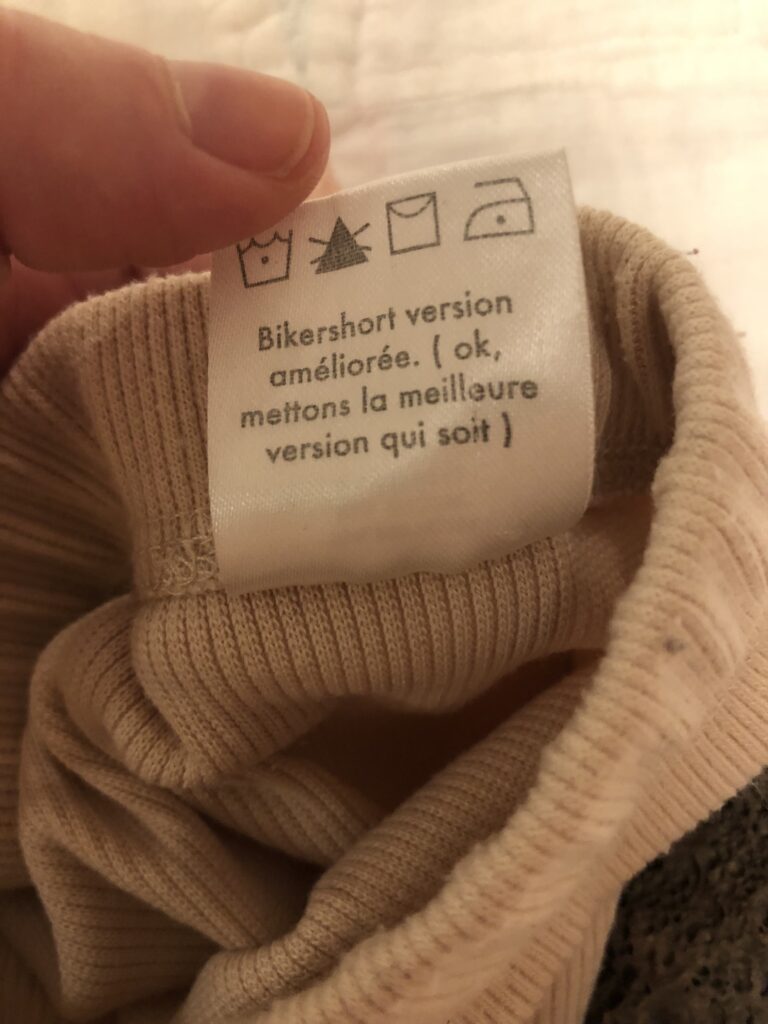 Bikershort version
améliorée. ( ok,
mettons la meilleure
version qui soit )